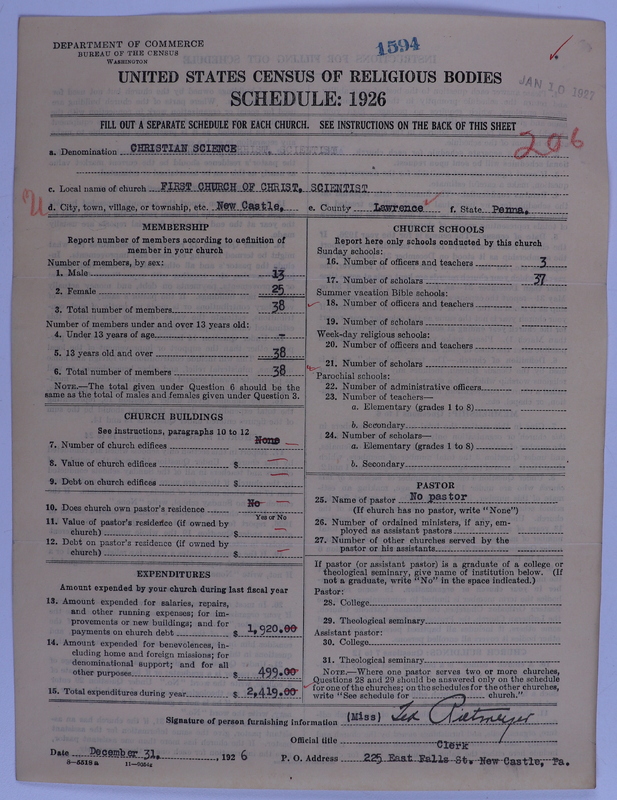 DEPARTMENT OF COMMERCE
BUREAU OF THE CENSUS
WASHINGTON
1594
JAN 10 1927
UNITED STATES CENSUS OF RELIGIOUS BODIES
SCHEDULE: 1926
FILL OUT A SEPARATE SCHEDULE FOR EACH CHURCH. SEE INSTRUCTIONS ON THE BACK OF THIS SHEET
206
a. Denomination CHRISTIAN SCIENCE
c. Local name of church FIRST CHURCH OF CHRIST, SCIENTIST
d. City, town, village, or township, etc. New Castle, e. County Lawrence f. State Penna.
MEMBERSHIP
Report number of members according to definition of
member in your church
Number of members, by sex:
1. Male 13
2. Female 25
3. Total number of members 38
Number of members under and over 13 years old:
4. Under 13 years of age –
5. 13 years old and over 38
6. Total number of members 38
NOTE.—The total given under Question 6 should be the
same as the total of males and females given under Question 3.
CHURCH BUILDINGS
See instructions, paragraphs 10 to 12
7. Number of church edifices None —
8. Value of church edifices $ —
9. Debt on church edifices $ —
10. Does church own pastor's residence No —
Yes or No
11. Value of pastor's residence (if owned by
church) $ —
12. Debt on pastor's residence (if owned by
church) $ —
EXPENDITURES
Amount expended by your church during last fiscal year
13. Amount expended for salaries, repairs,
and other running expenses; for im-
provements or new buildings; and for
payments on church debt $ 1,920.00
14. Amount expended for benevolences, in-
cluding home and foreign missions; for
denominational support; and for all
other purposes $ 499.00
15. Total expenditures during year $ 2,419.00
CHURCH SCHOOLS
Report here only schools conducted by this church
Sunday schools:
16. Number of officers and teachers 3
17. Number of scholars 37
Summer vacation Bible schools:
18. Number of officers and teachers
19. Number of scholars
Week-day religious schools:
20. Number of officers and teachers
21. Number of scholars
Parochial schools:
22. Number of administrative officers
23. Number of teachers—
a. Elementary (grades 1 to 8)
b. Secondary
24. Number of scholars—
a. Elementary (grades 1 to 8)
b. Secondary
PASTOR
25. Name of pastor No pastor
(If church has no pastor, write "None")
26. Number of ordained ministers, if any, em-
ployed as assistant pastors
27. Number of other churches served by the
pastor or his assistants
If pastor (or assistant pastor) is a graduate of a college or
theological seminary, give name of institution below. (If
not a graduate, write "No" in the space indicated.)
Pastor:
28. College
29. Theological seminary
Assistant pastor:
30. College
31. Theological seminary
NOTE.—Where one pastor serves two or more churches,
Questions 28 and 29 should be answered only on the schedule
for one of the churches; on the schedules for the other churches,
write "See schedule for church."
Signature of person furnishing information (Miss)
Official title Clerk
Date December 31, , 1926 P. O. Address 225 East Falls St. New Castle, Pa.
8-5518a 11-9354a